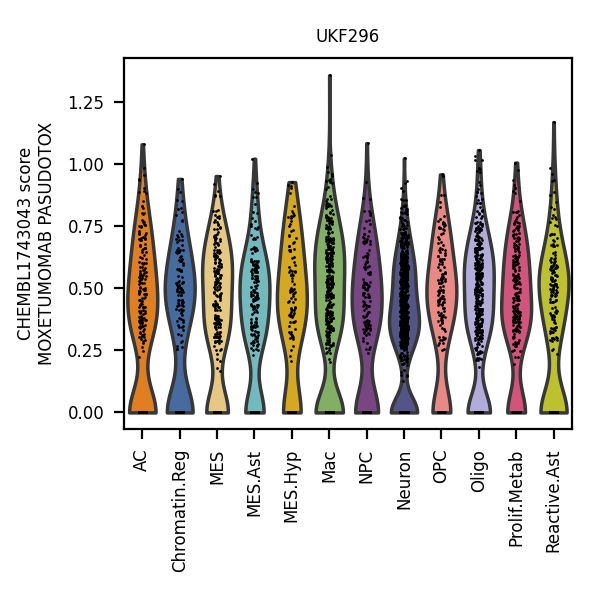 UKF296
CHEMBL1743043 score
MOXETUMOMAB PASUDOTOX
1.25
1.00
0.75
0.50
0.25
0.00
AC
Chromatin.Reg
MES
MES.Ast
MES.Hyp
Mac
NPC
Neuron
OPC
Oligo
Prolif.Metab
Reactive.Ast